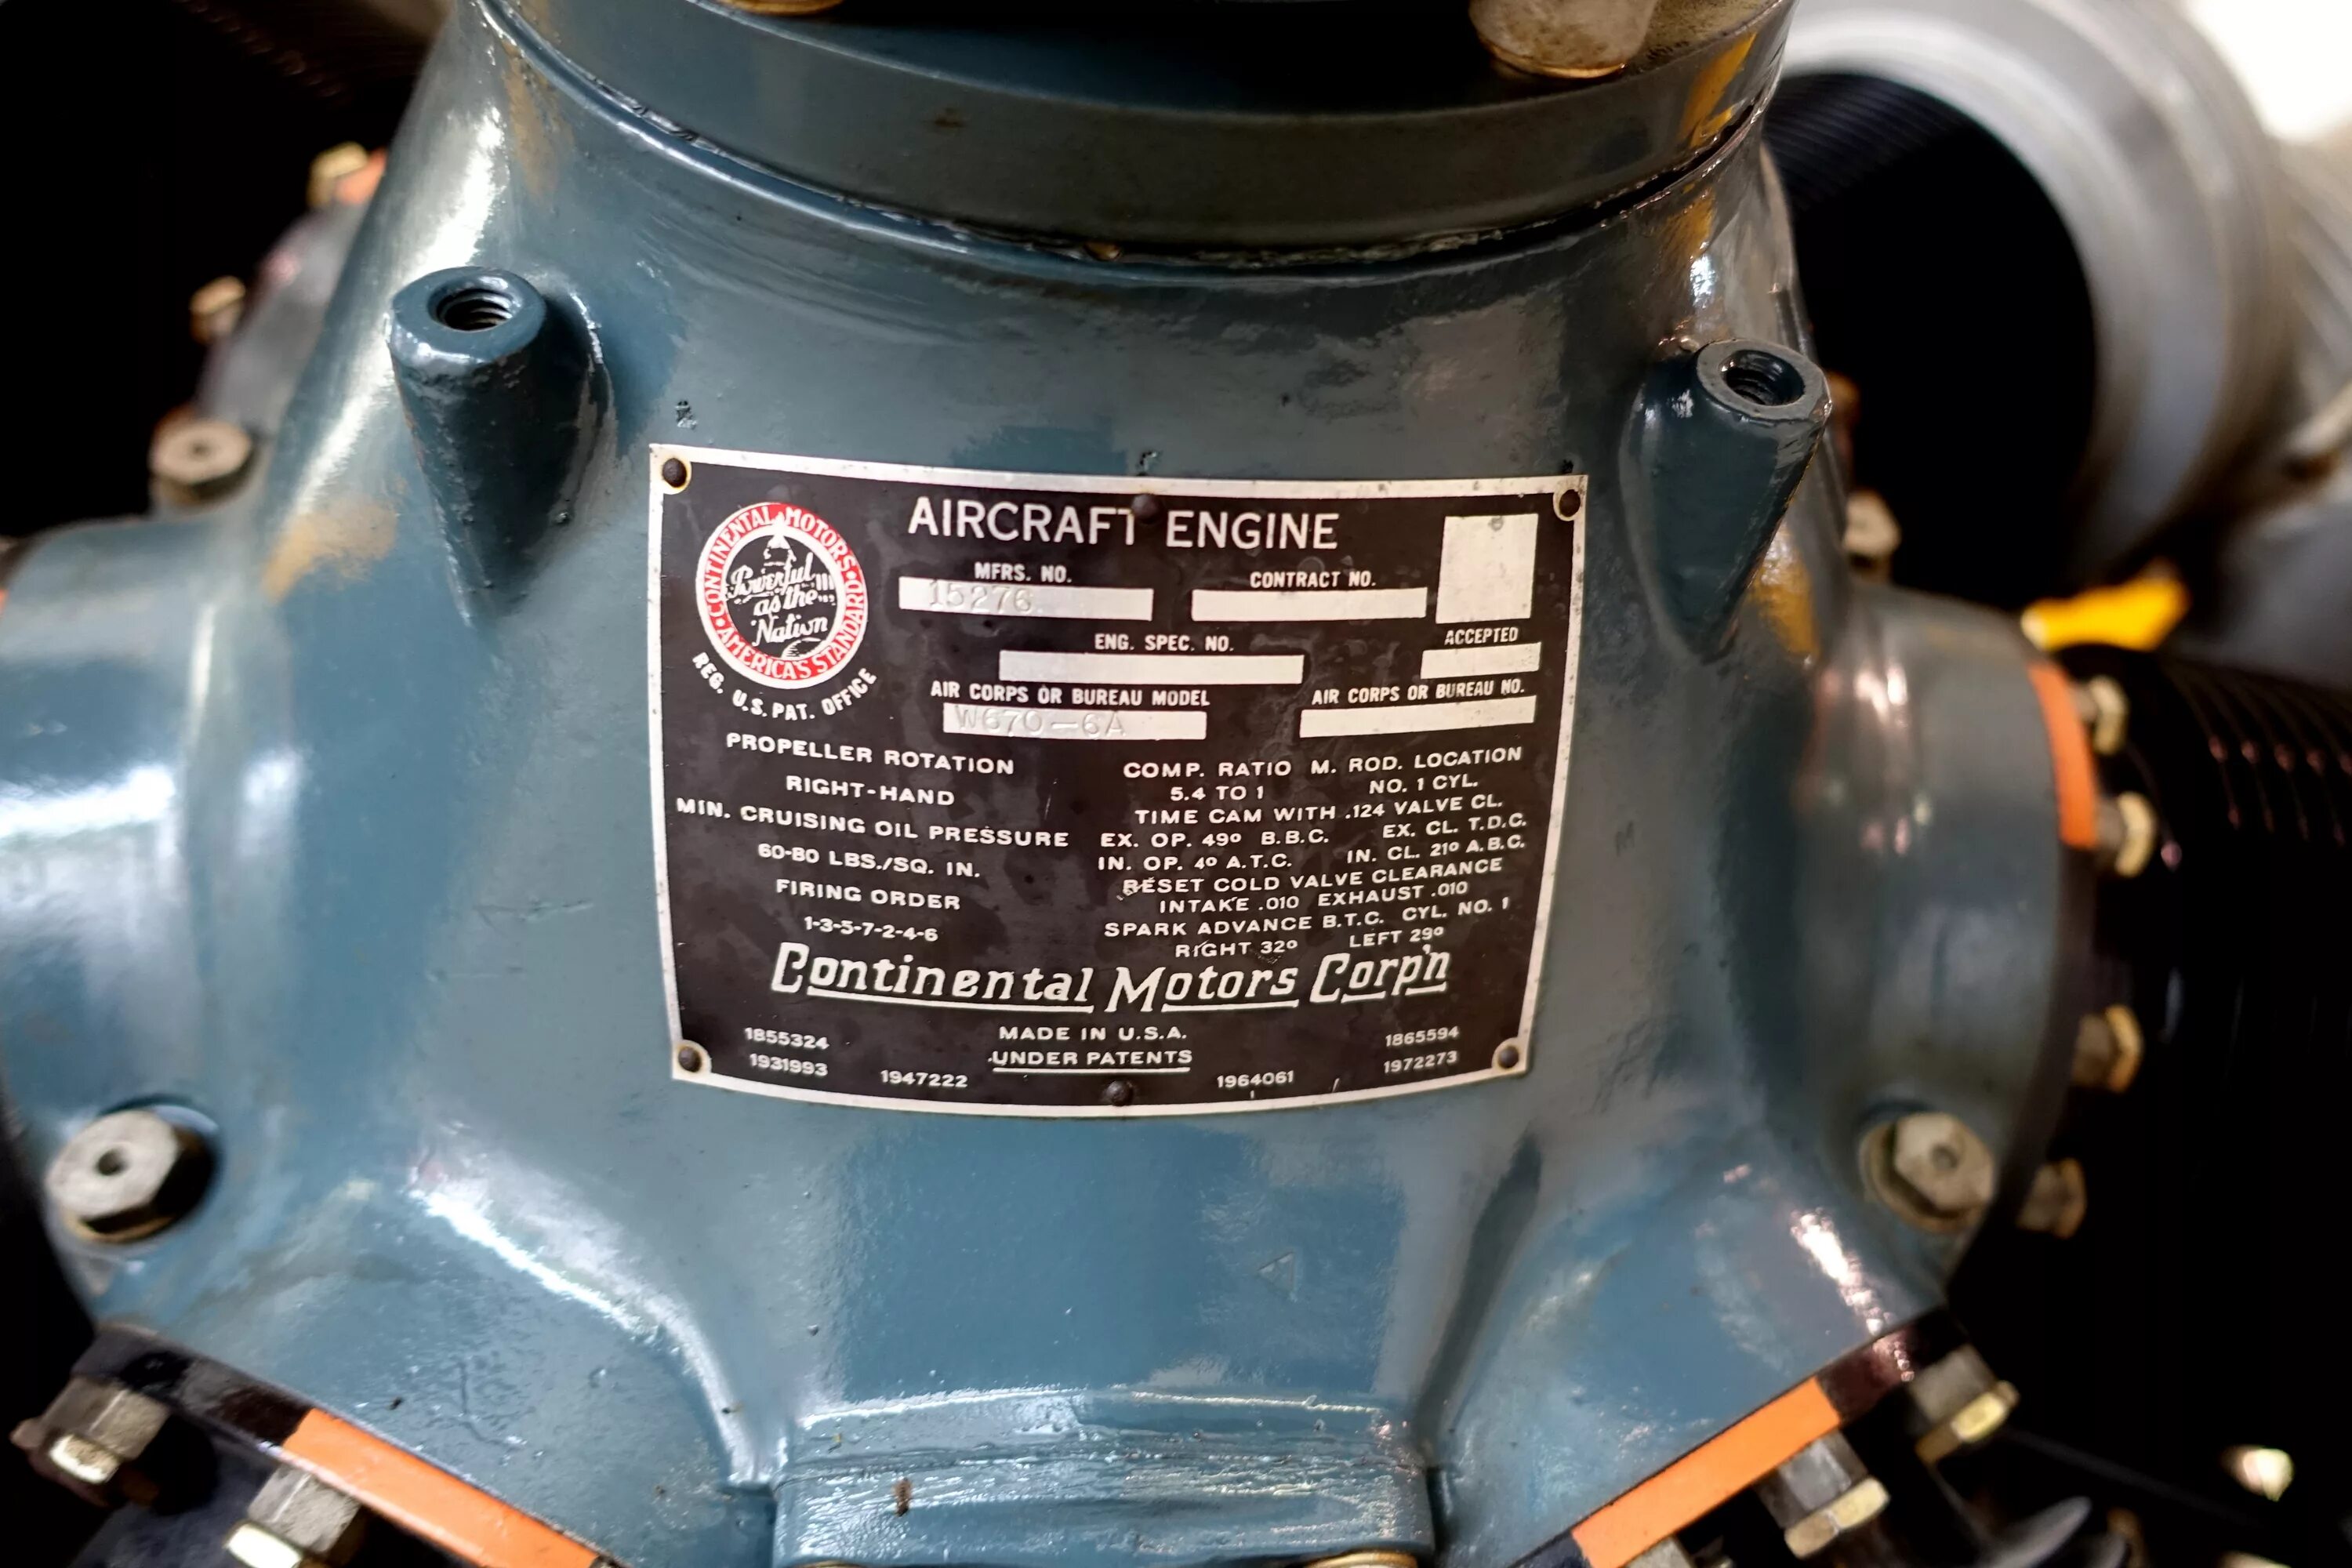 AIRCRAFT ENGINE
CONTINENTAL MOTORS
AMERICA'S STANDARD
Powerful
as the
Nation
REG. U.S. PAT. OFFICE
MFRS. NO. CONTRACT NO.
15276
ENG. SPEC. NO. ACCEPTED
AIR CORPS OR BUREAU MODEL AIR CORPS OR BUREAU NO.
W670-6A
PROPELLER ROTATION
RIGHT-HAND
MIN. CRUISING OIL PRESSURE
60-80 LBS./SQ. IN.
FIRING ORDER
1-3-5-7-2-4-6
COMP. RATIO M. ROD. LOCATION
5.4 TO 1 NO. 1 CYL.
TIME CAM WITH .124 VALVE CL.
EX. OP. 49° B.B.C. EX. CL. T.D.C.
IN. OP. 4° A.T.C. IN. CL. 21° A.B.C.
RESET COLD VALVE CLEARANCE
INTAKE .010 EXHAUST .010
SPARK ADVANCE B.T.C. CYL. NO. 1
RIGHT 32° LEFT 29°
Continental Motors Corp'n
MADE IN U.S.A.
UNDER PATENTS
1855324 1865594
1931993 1947222 1964061 1972273